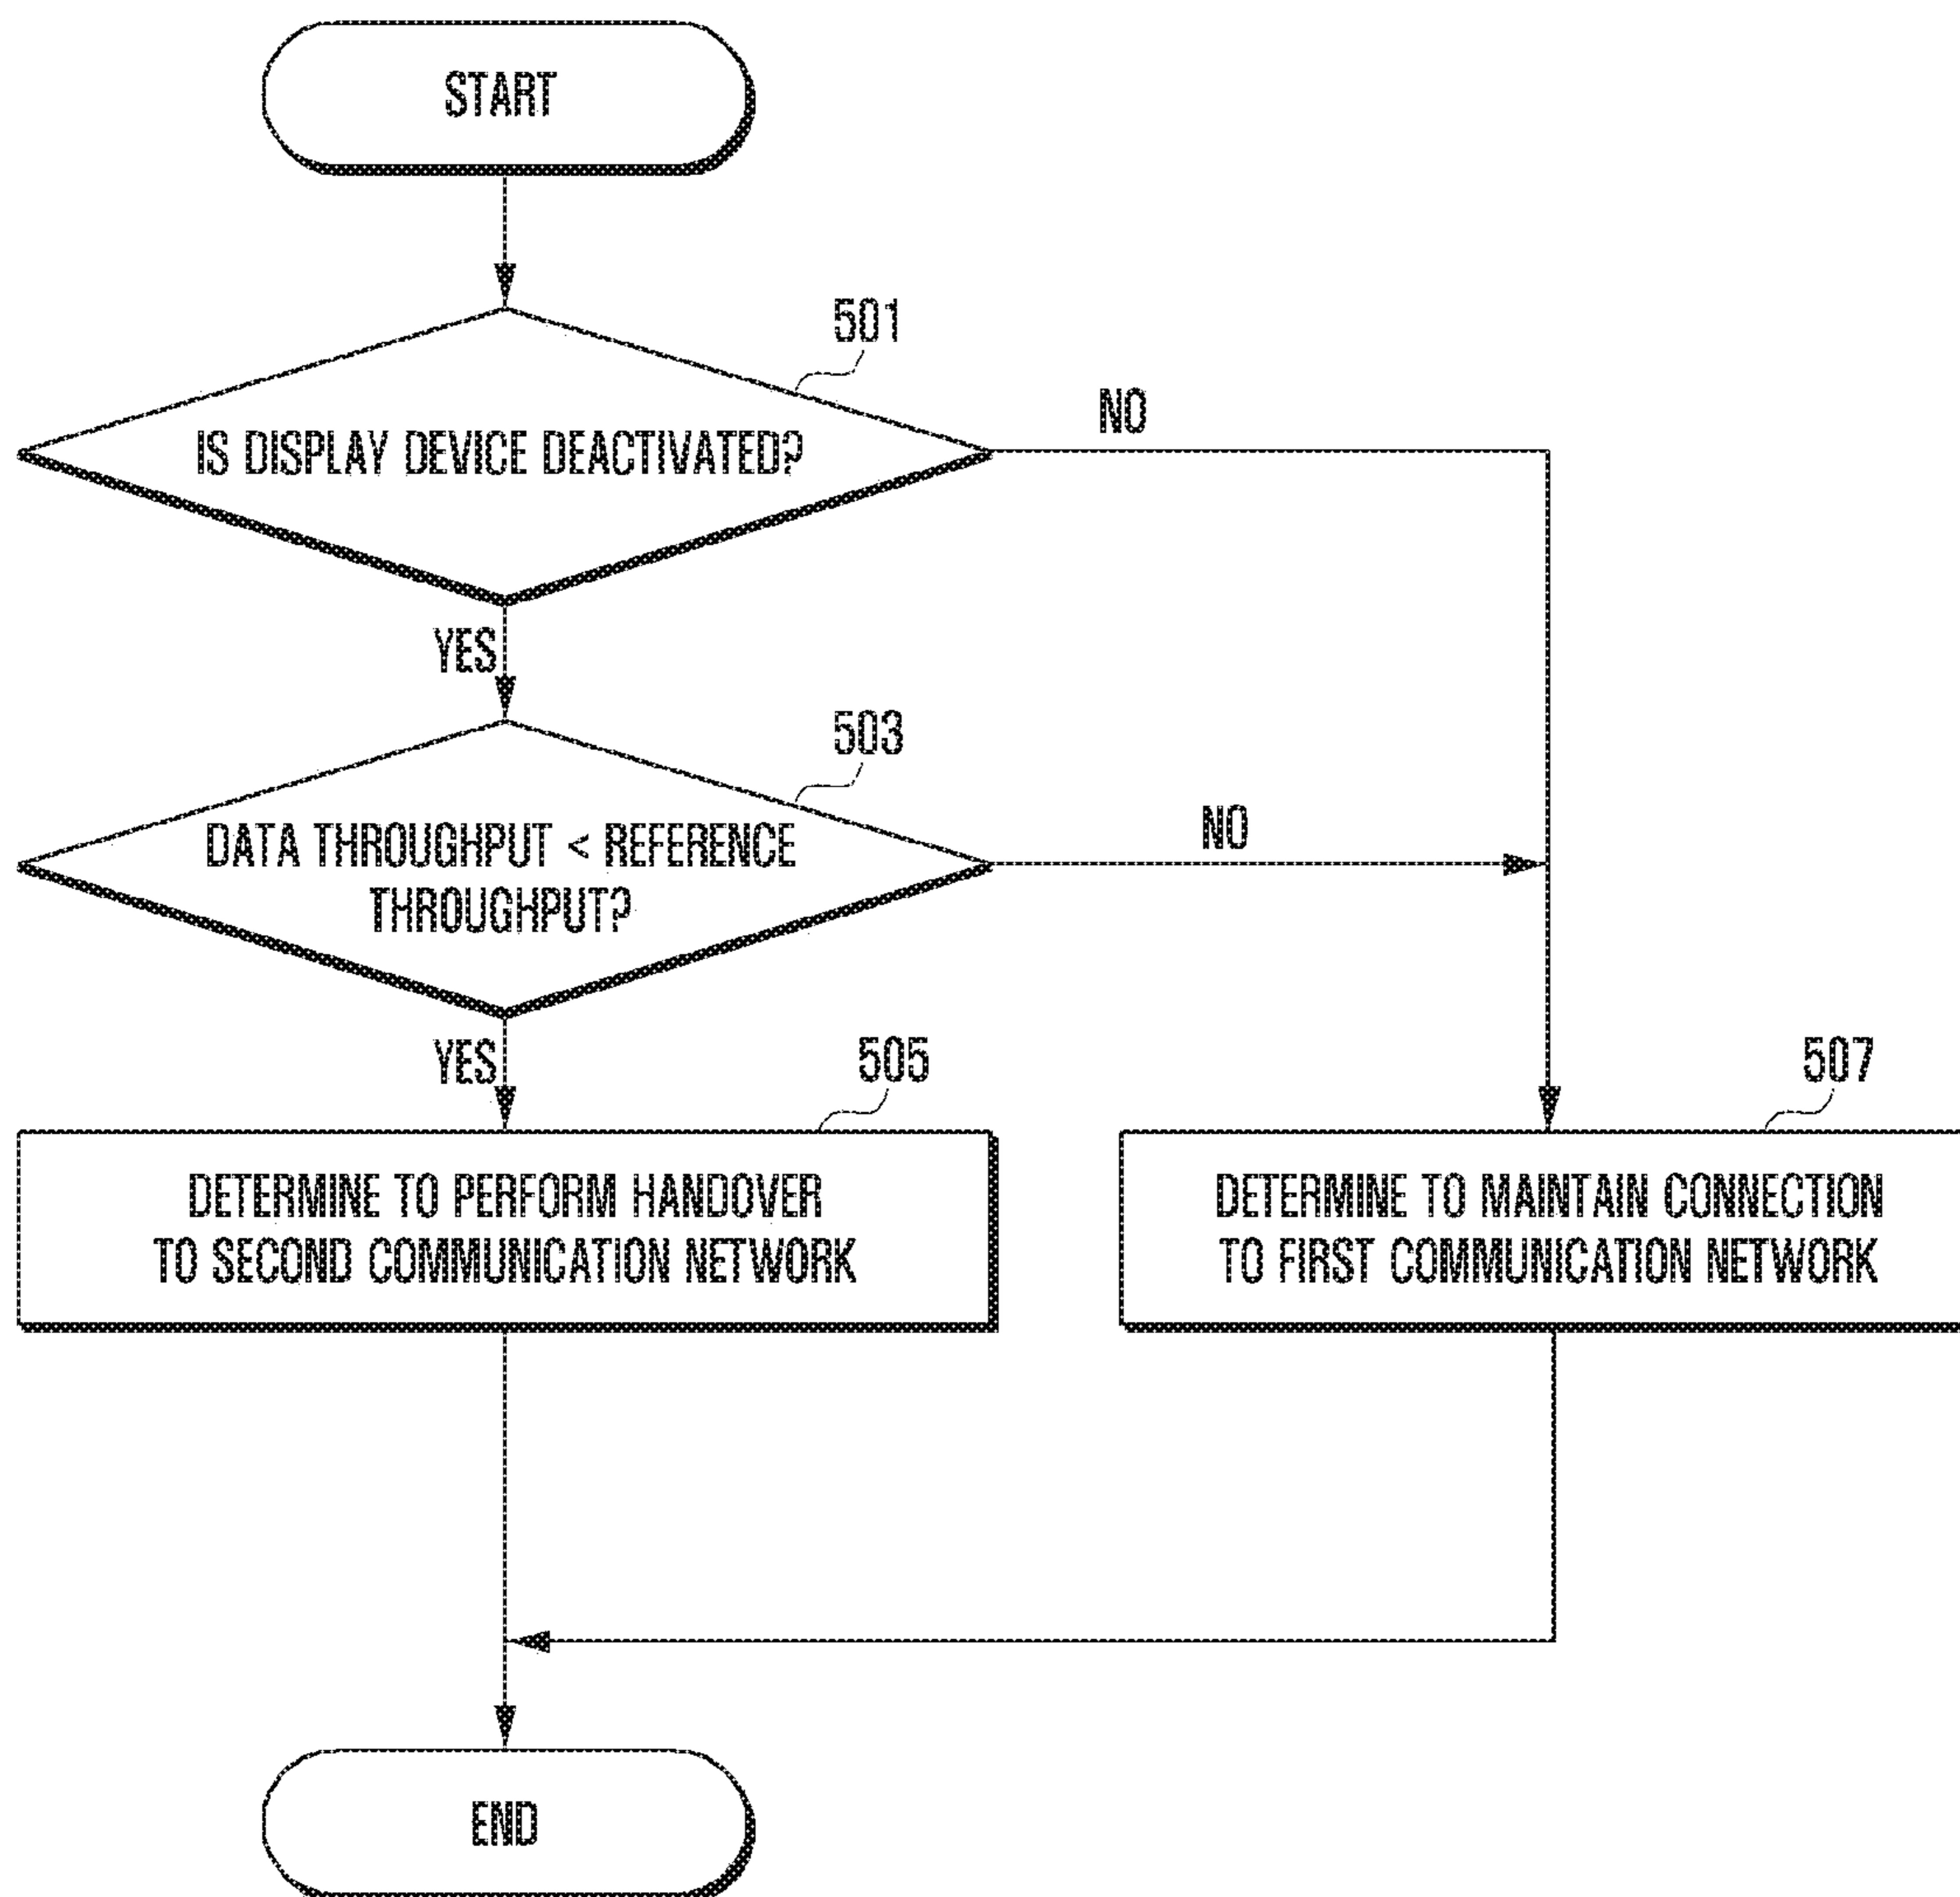 START
501
NO
IS DISPLAY DEVICE DEACTIVATED?
YES
503
NO
DATA THROUGHPUT < REFERENCE
THROUGHPUT?
YES
505
507
DETERMINE TO PERFORM HANDOVER
TO SECOND COMMUNICATION NETWORK
DETERMINE TO MAINTAIN CONNECTION
TO FIRST COMMUNICATION NETWORK
END